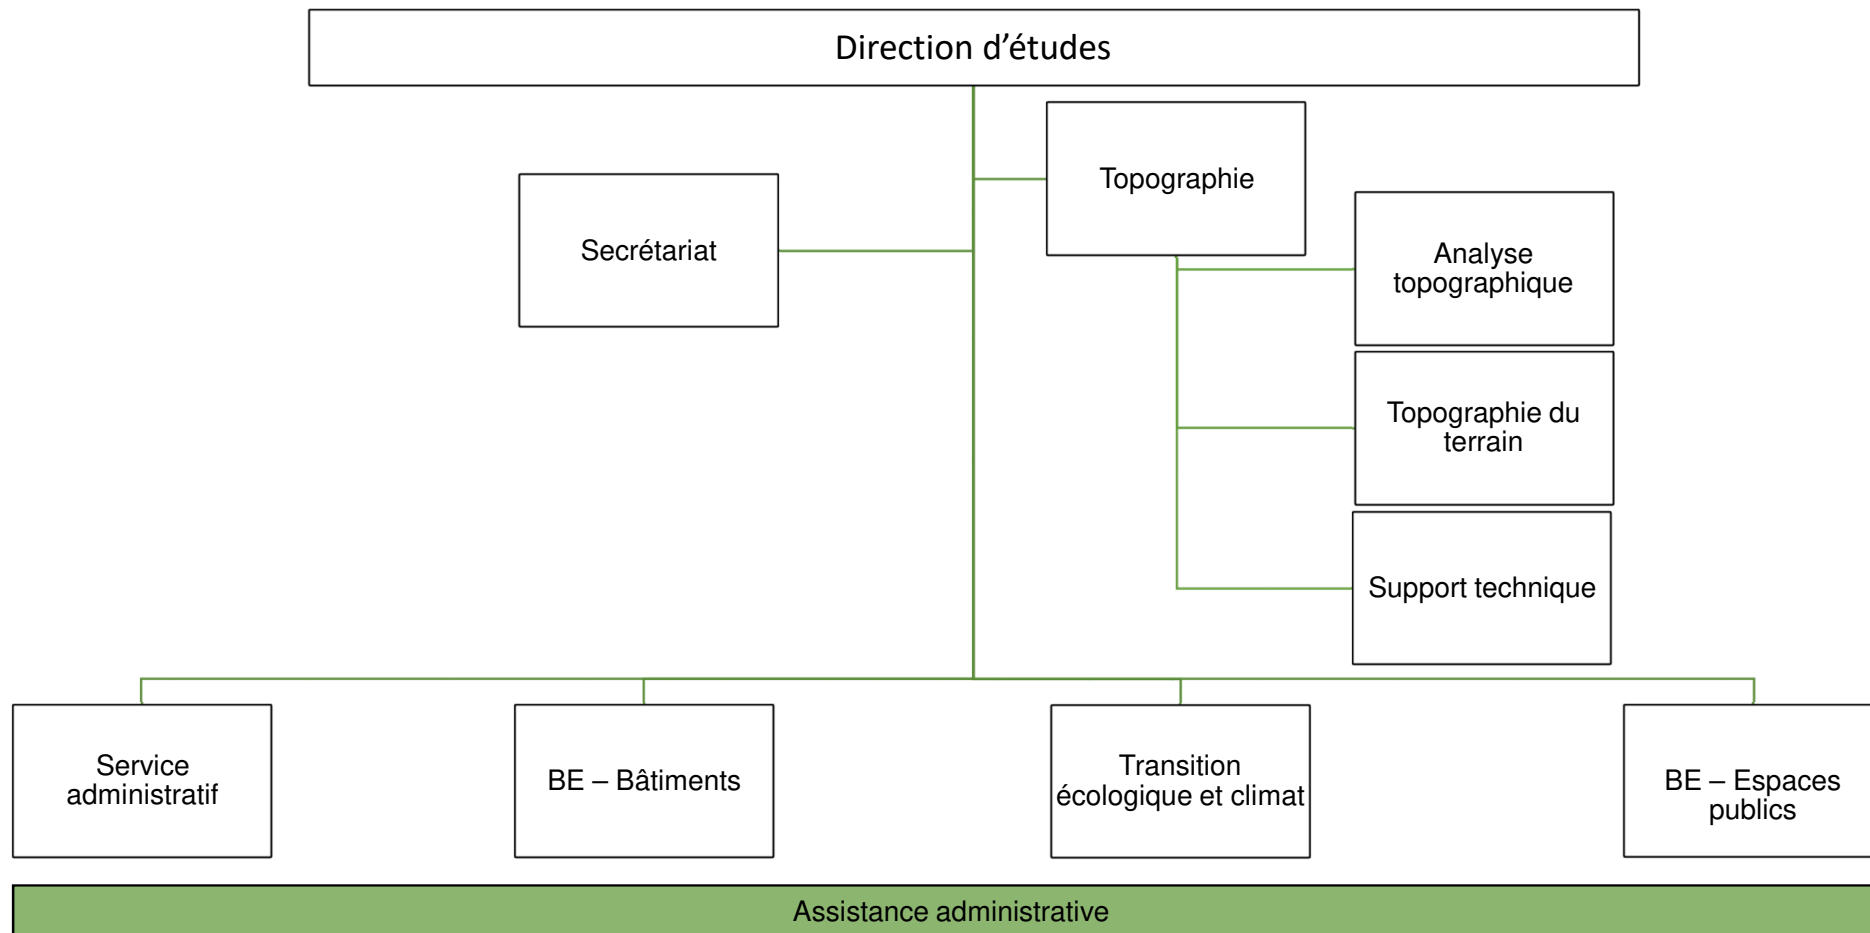 Direction d’études
Topographie
Secrétariat
Analyse
topographique
Topographie du
terrain
Support technique
Service
administratif
BE – Bâtiments
Transition
écologique et climat
BE – Espaces
publics
Assistance administrative